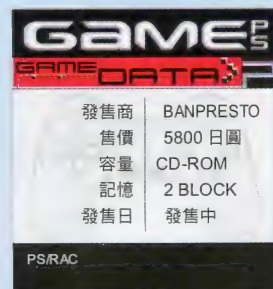 GAME PS
GAME DATA
發售商 BANPRESTO
售價 5800 日圓
容量 CD-ROM
記憶 2 BLOCK
發售日 發售中
PS/RAC